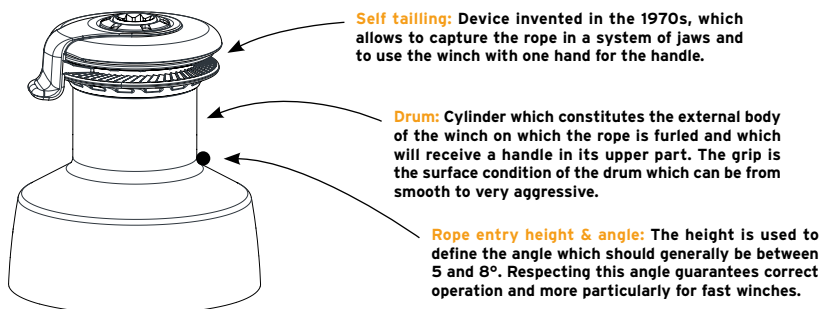 Self tailling: Device invented in the 1970s, which
allows to capture the rope in a system of jaws and
to use the winch with one hand for the handle.
Drum: Cylinder which constitutes the external body
of the winch on which the rope is furled and which
will receive a handle in its upper part. The grip is
the surface condition of the drum which can be from
smooth to very aggressive.
Rope entry height & angle: The height is used to
define the angle which should generally be between
5 and 8°. Respecting this angle guarantees correct
operation and more particularly for fast winches.